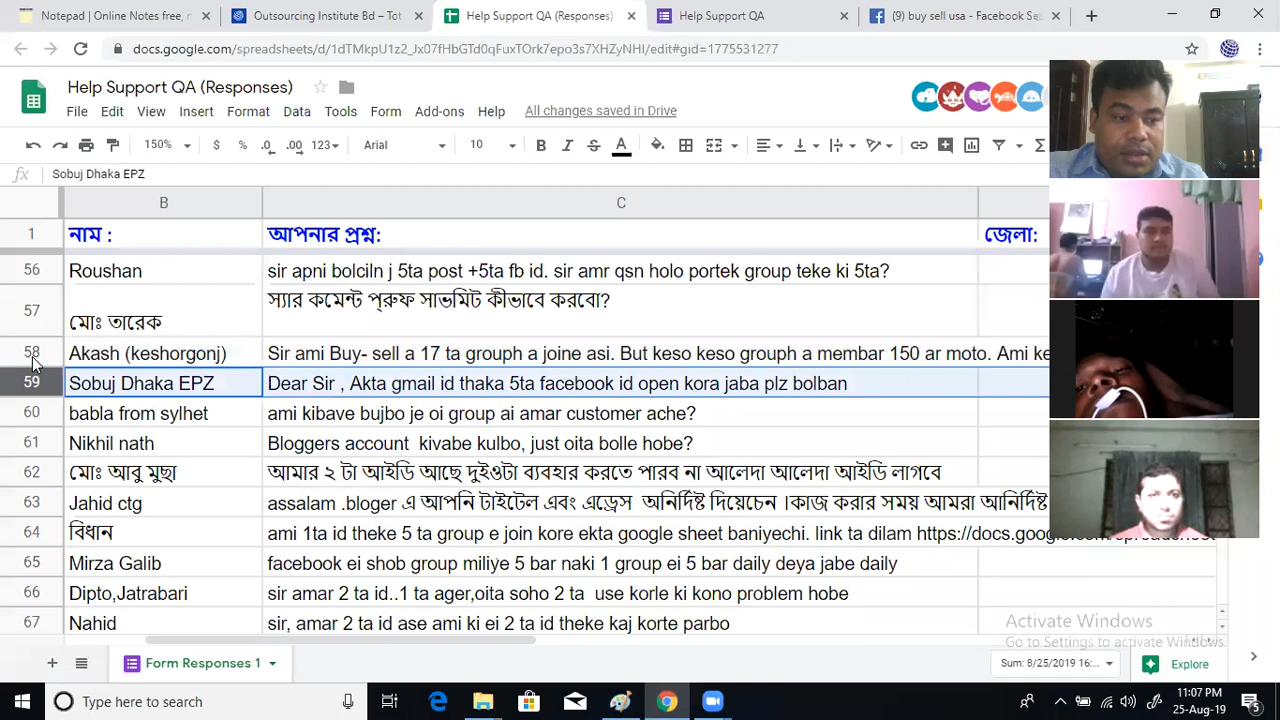 Notepad | Online Notes free,
Outsourcing Institute Bd – Tot
Help Support QA (Responses)
Help Support QA
(9) buy sell usa - Facebook Se
docs.google.com/spreadsheets/d/1dTMkpU1z2_Jx07fHbGTd0qFuxTOrk7epo3s7XHZyNHI/edit#gid=1775531277
Help Support QA (Responses)
File Edit View Insert Format Data Tools Form Add-ons Help All changes saved in Drive
150% $ % .0 .00 123 Arial 10 B I S A
fx Sobuj Dhaka EPZ
B C
1 নাম : আপনার প্রশ্ন: জেলা:
56 Roushan sir apni bolciln j 5ta post +5ta fb id. sir amr qsn holo portek group teke ki 5ta?
57 মোঃ তারেক স্যার কমেন্ট প্রুফ সাভমিট কীভাবে করবো?
58 Akash (keshorgonj) Sir ami Buy- sell a 17 ta grouph a joine asi. But keso keso grouph a membar 150 ar moto. Ami ke
59 Sobuj Dhaka EPZ Dear Sir , Akta gmail id thaka 5ta facebook id open kora jaba plz bolban
60 babla from sylhet ami kibave bujbo je oi group ai amar customer ache?
61 Nikhil nath Bloggers account kivabe kulbo, just oita bolle hobe?
62 মোঃ আবু মুছা আমার ২ টা আইডি আছে দুইওটা ব্যবহার করতে পারব না আলেদা আলেদা আইডি লাগবে
63 Jahid ctg assalam .bloger এ আপনি টাইটেল এবং এড্রেস অনির্দিষ্ট দিয়েচেন ।কাজ করার সময় আমরা আনির্দিষ্ট
64 বিধান ami 1ta id theke 5 ta group e join kore ekta google sheet baniyechi. link ta dilam https://docs.google.com/spreadsheet
65 Mirza Galib facebook ei shob group miliye 5 bar naki 1 group ei 5 bar daily deya jabe daily
66 Dipto,Jatrabari sir amar 2 ta id..1 ta ager,oita soho 2 ta use korle ki kono problem hobe
67 Nahid sir, amar 2 ta id ase ami ki ei 2 ta id theke kaj korte parbo
Activate Windows
Go to Settings to activate Windows.
Form Responses 1
Sum: 8/25/2019 16:...
Explore
Type here to search
11:07 PM
25-Aug-19
5